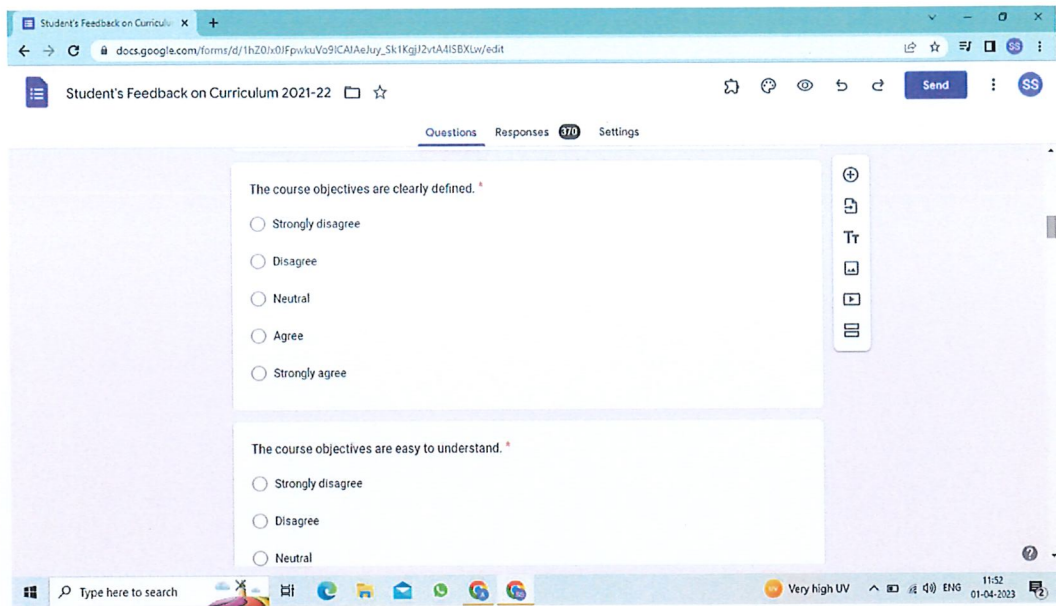 Student's Feedback on Curricul
docs.google.com/forms/d/
/edit
SS
Student's Feedback on Curriculum 2021-22
Send
SS
Questions Responses 370 Settings
The course objectives are clearly defined. *
Strongly disagree
Disagree
Neutral
Agree
Strongly agree
Tт
The course objectives are easy to understand. *
Strongly disagree
Disagree
Neutral
Type here to search
Very high UV
ENG
11:52
01-04-2023
2